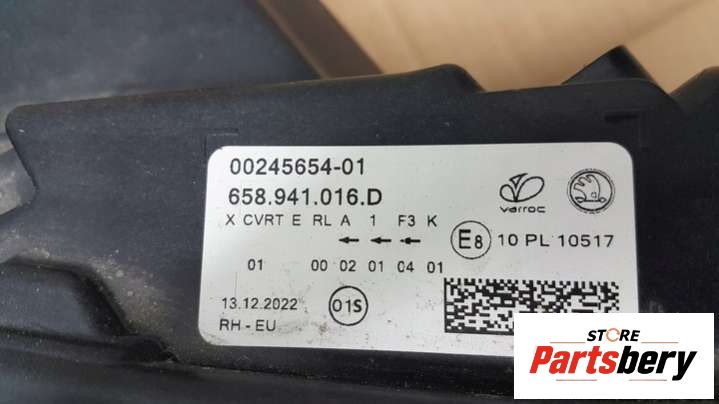 00245654-01
658.941.016.D
varroc
X CVRT E RL A 1 F3 K
E8 10 PL 10517
01 00 02 01 04 01
13.12.2022 01S
RH - EU
STORE
Partsbery